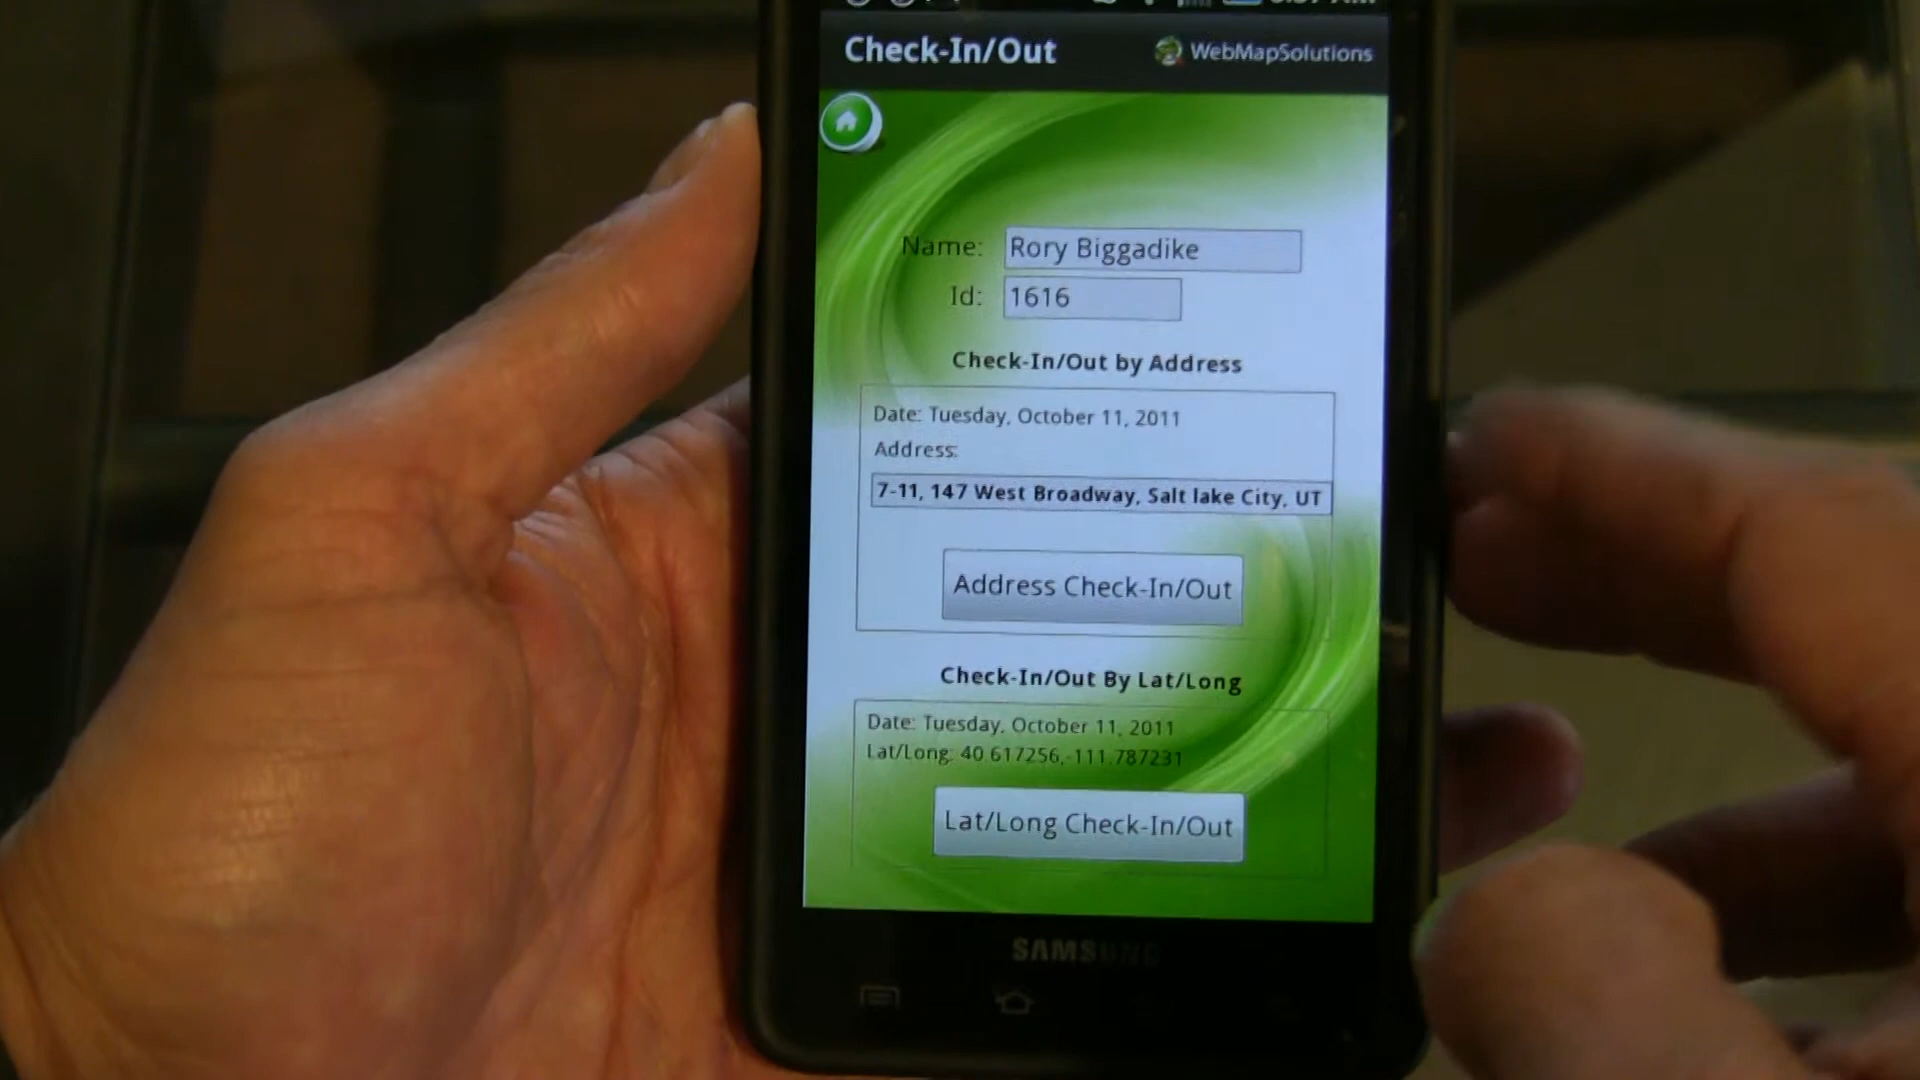 Check-In/Out
WebMapSolutions
Name: Rory Biggadike
Id: 1616
Check-In/Out by Address
Date: Tuesday, October 11, 2011
Address:
7-11, 147 West Broadway, Salt lake City, UT
Address Check-In/Out
Check-In/Out By Lat/Long
Date: Tuesday, October 11, 2011
Lat/Long: 40.617256,-111.787231
Lat/Long Check-In/Out
SAMSUNG